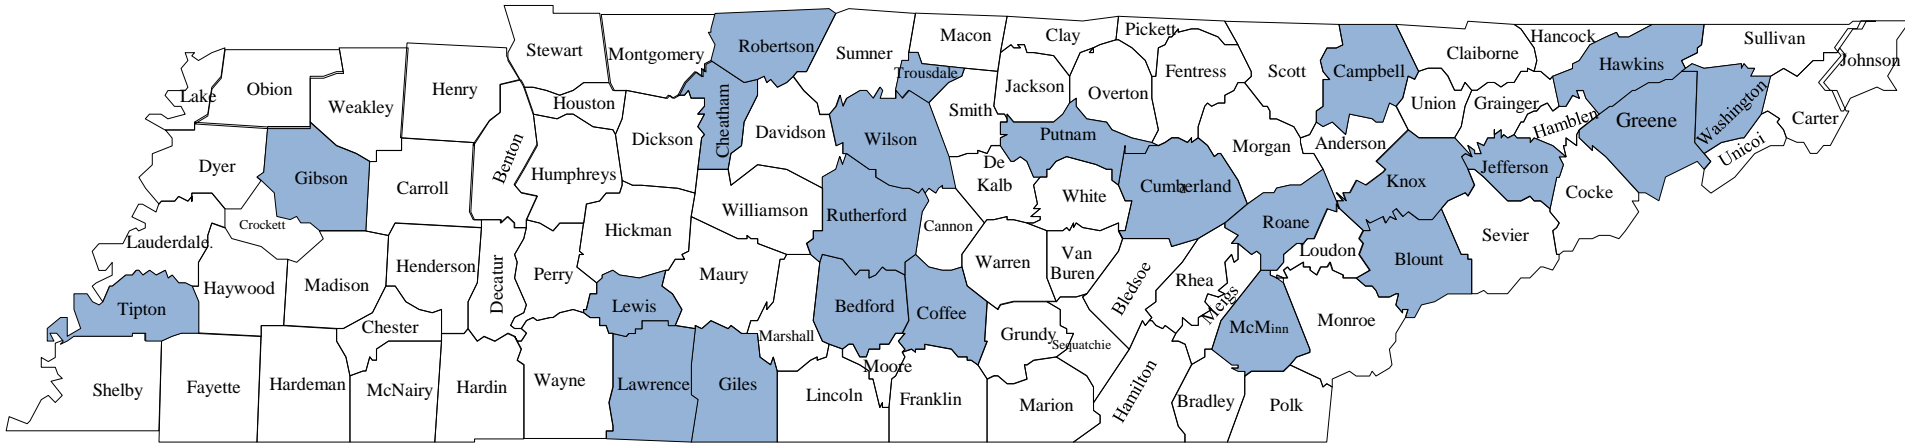 Stewart
Montgomery
Robertson
Sumner
Macon
Clay
Pickett
Scott
Campbell
Claiborne
Hancock
Hawkins
Sullivan
Johnson
Lake
Obion
Weakley
Henry
Houston
Dickson
Cheatham
Davidson
Wilson
Trousdale
Smith
Jackson
Overton
Fentress
Morgan
Anderson
Union
Grainger
Hamblen
Greene
Washington
Unicoi
Carter
Dyer
Gibson
Carroll
Benton
Humphreys
Hickman
Williamson
Rutherford
Cannon
De
Kalb
Putnam
White
Cumberland
d
Roane
Knox
Jefferson
Cocke
Sevier
Blount
Loudon
Lauderdale.
Crockett
Haywood
Madison
Henderson
Decatur
Perry
Lewis
Maury
Marshall
Bedford
Coffee
Warren
Van
Buren
Bledsoe
Rhea
Meigs
McMinn
Monroe
Tipton
Shelby
Fayette
Hardeman
Chester
McNairy
Hardin
Wayne
Lawrence
Giles
Lincoln
Moore
Franklin
Grundy
Sequatchie
Marion
Hamilton
Bradley
Polk